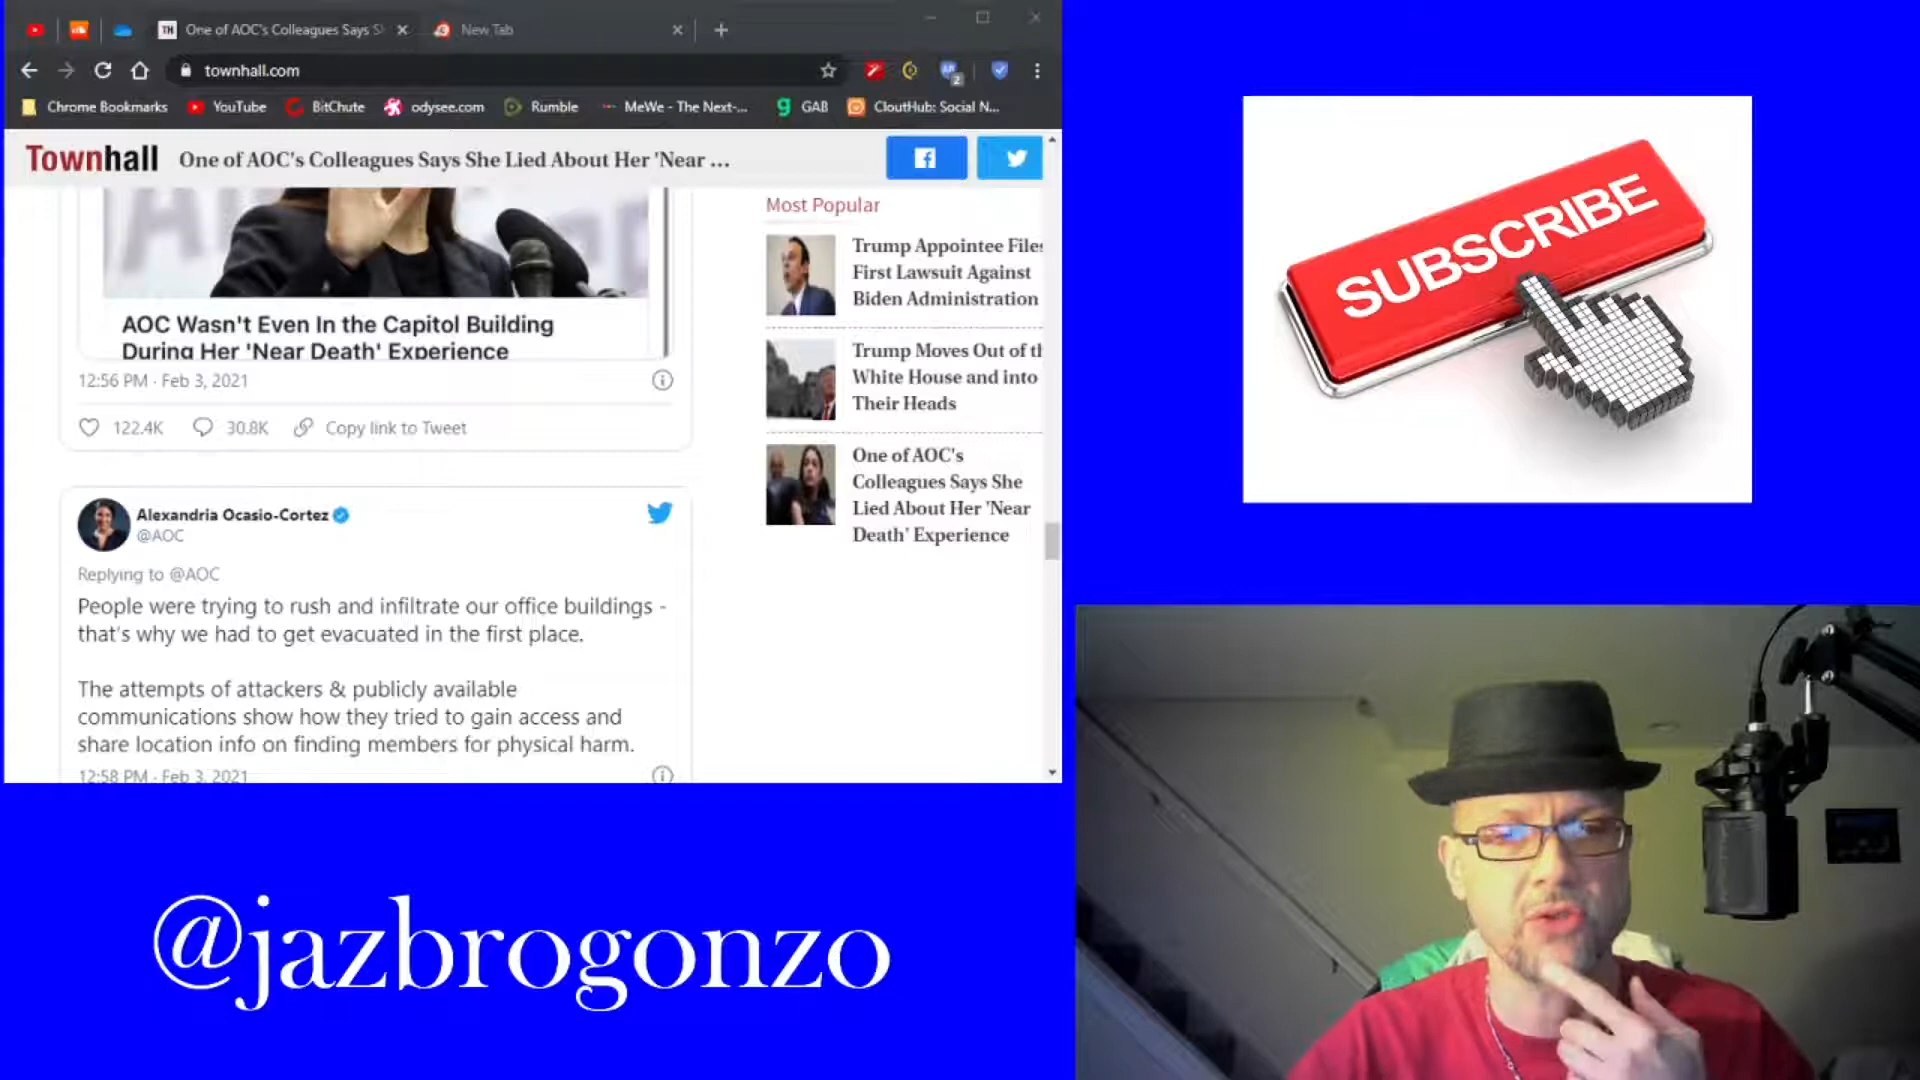 TH One of AOC's Colleagues Says S
New Tab
townhall.com
2
Chrome Bookmarks
YouTube
BitChute
odysee.com
Rumble
MeWe - The Next-...
GAB
CloutHub: Social N...
Townhall
One of AOC's Colleagues Says She Lied About Her 'Near ...
AOC Wasn't Even In the Capitol Building
During Her 'Near Death' Experience
12:56 PM · Feb 3, 2021
122.4K
30.8K
Copy link to Tweet
Alexandria Ocasio-Cortez
@AOC
Replying to @AOC
People were trying to rush and infiltrate our office buildings -
that's why we had to get evacuated in the first place.
The attempts of attackers & publicly available
communications show how they tried to gain access and
share location info on finding members for physical harm.
12:58 PM · Feb 3, 2021
Most Popular
Trump Appointee Files
First Lawsuit Against
Biden Administration
Trump Moves Out of th
White House and into
Their Heads
One of AOC's
Colleagues Says She
Lied About Her 'Near
Death' Experience
SUBSCRIBE
@jazbrogonzo